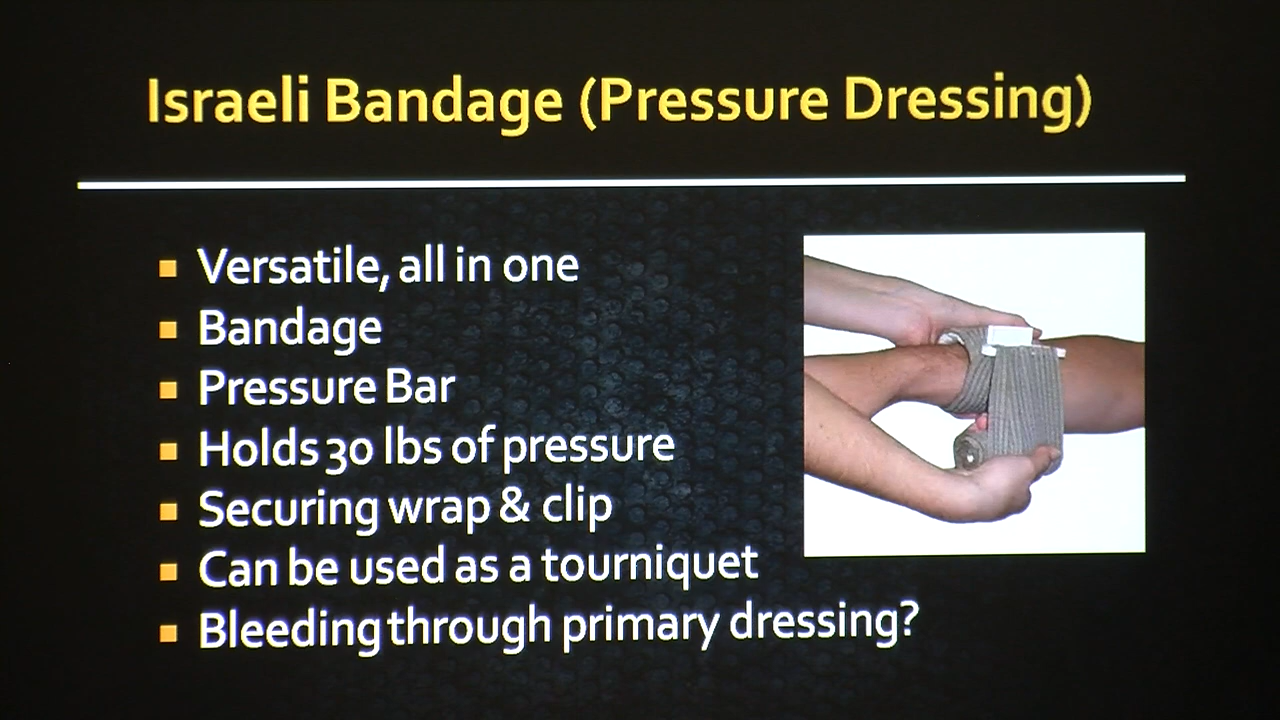 Israeli Bandage (Pressure Dressing)
Versatile, all in one
Bandage
Pressure Bar
Holds 30 lbs of pressure
Securing wrap & clip
Can be used as a tourniquet
Bleeding through primary dressing?